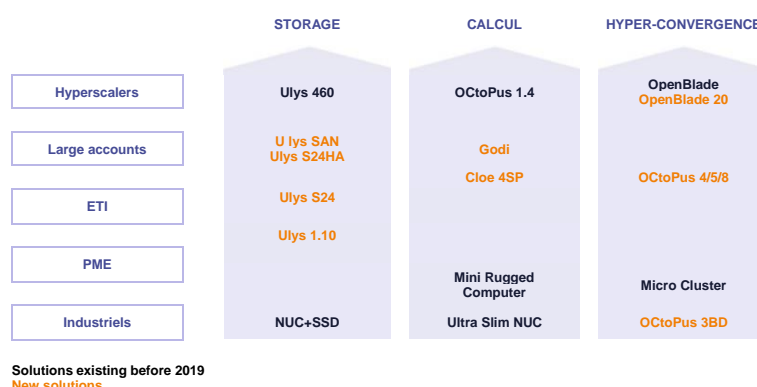 STORAGE
CALCUL
HYPER-CONVERGENCE
Hyperscalers
Ulys 460
OCtoPus 1.4
OpenBlade
OpenBlade 20
Large accounts
U lys SAN
Ulys S24HA
Godi
Cloe 4SP
OCtoPus 4/5/8
ETI
Ulys S24
Ulys 1.10
PME
Mini Rugged
Computer
Micro Cluster
Industriels
NUC+SSD
Ultra Slim NUC
OCtoPus 3BD
Solutions existing before 2019
New solutions